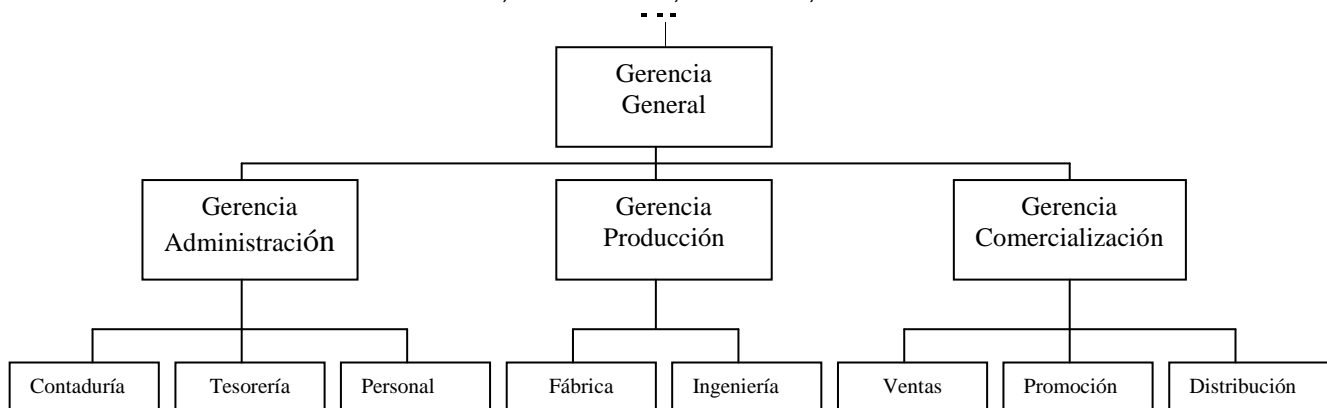 Gerencia
General
Gerencia
Administración
Gerencia
Producción
Gerencia
Comercialización
Contaduría
Tesorería
Personal
Fábrica
Ingeniería
Ventas
Promoción
Distribución